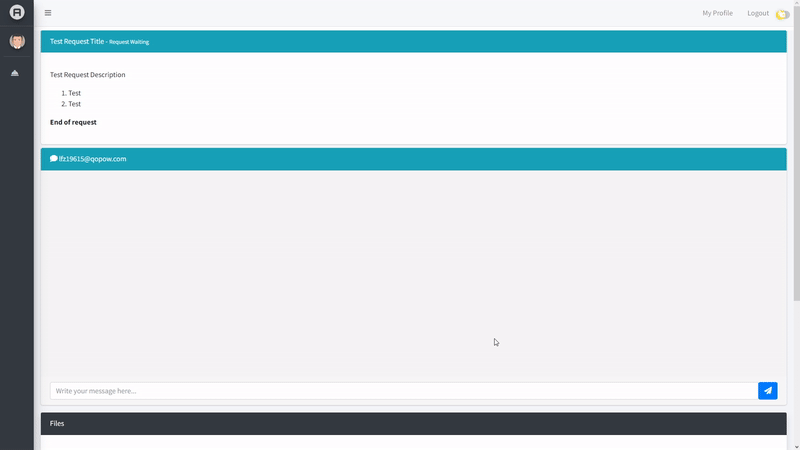 My Profile Logout
Test Request Title - Request Waiting
Test Request Description
1. Test
2. Test
End of request
lfz19615@qopow.com
Write your message here...
Files